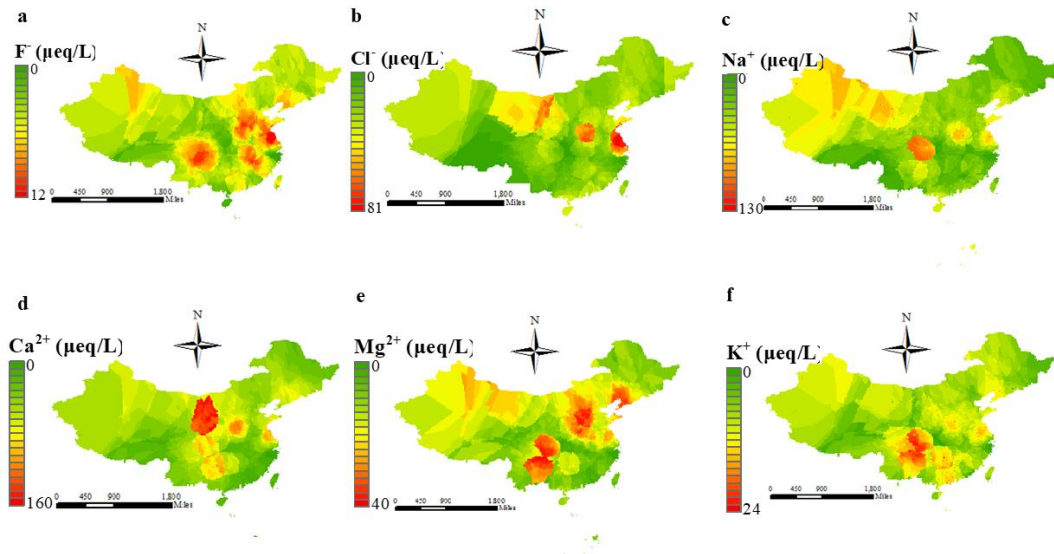 a
N
F⁻ (μeq/L)
0
12
0 450 900 1,800
Miles
b
N
Cl⁻ (μeq/L)
0
81
0 450 900 1,800
Miles
c
N
Na⁺ (μeq/L)
0
130
0 450 900 1,800
Miles
d
N
Ca²⁺ (μeq/L)
0
160
0 450 900 1,800
Miles
e
N
Mg²⁺ (μeq/L)
0
40
0 450 900 1,800
Miles
f
N
K⁺ (μeq/L)
0
24
0 450 900 1,800
Miles